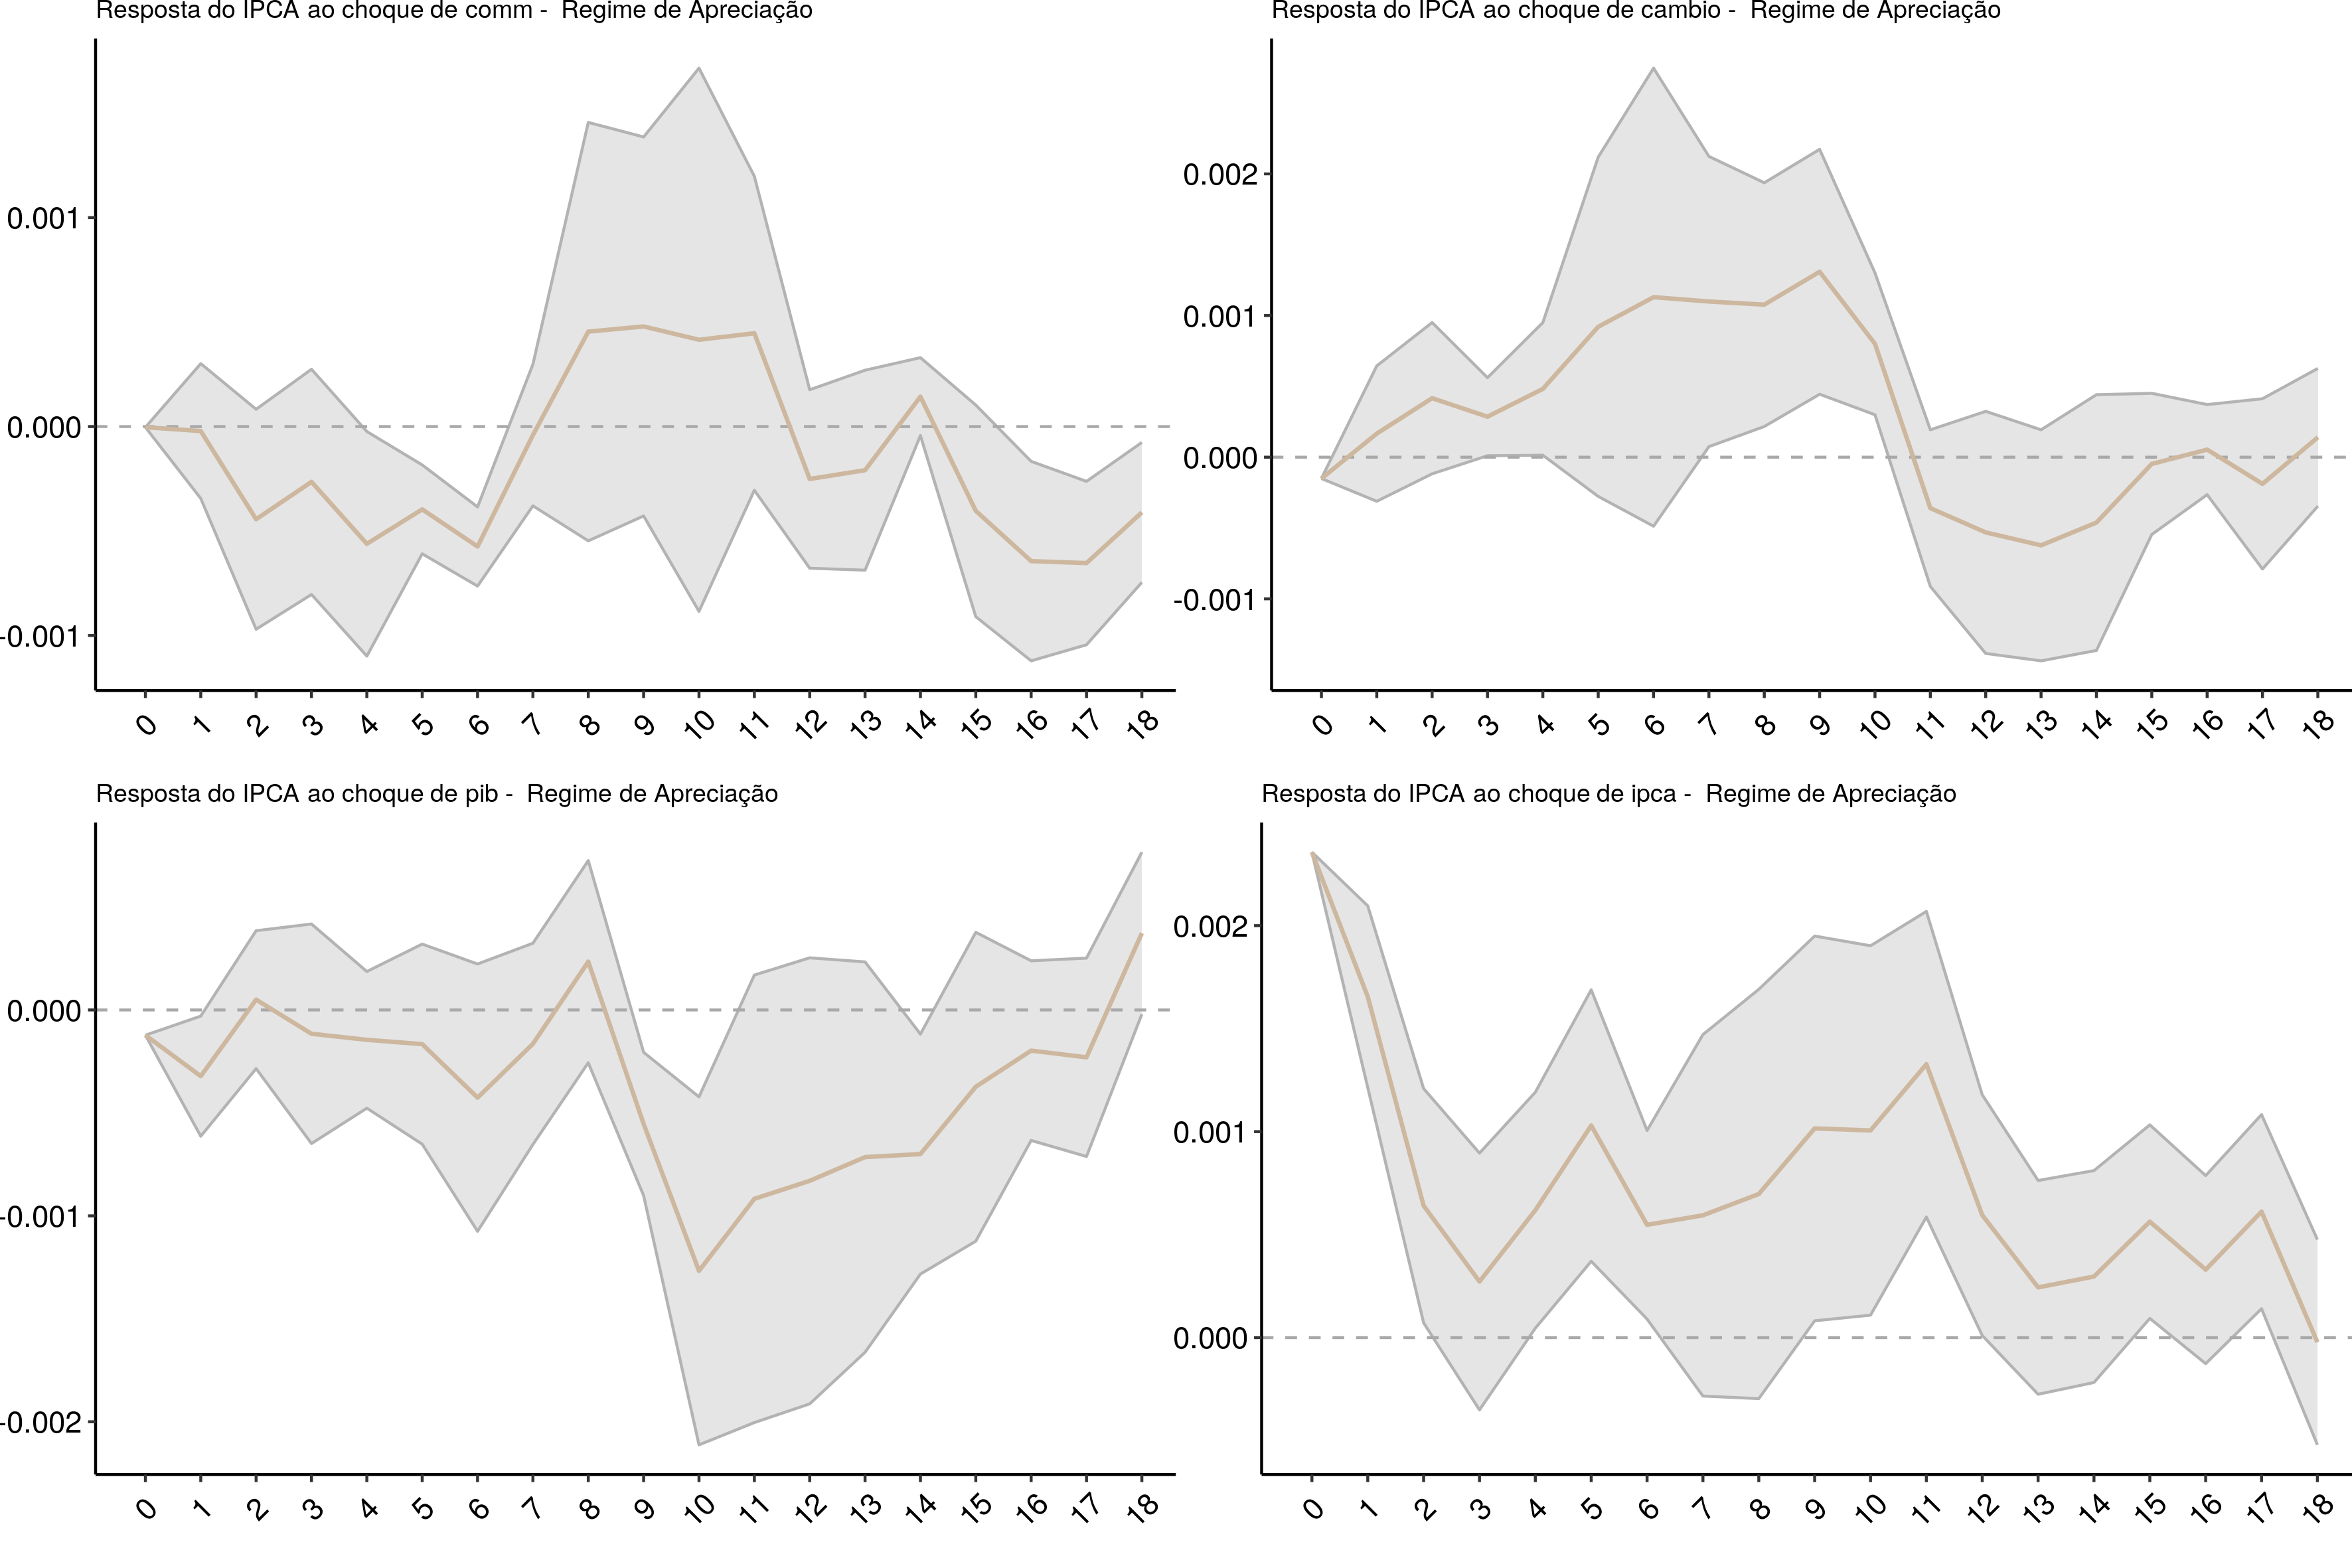 Resposta do IPCA ao choque de comm -  Regime de Apreciação
0.001
0.000
-0.001
0 1 2 3 4 5 6 7 8 9 10 11 12 13 14 15 16 17 18
Resposta do IPCA ao choque de cambio -  Regime de Apreciação
0.002
0.001
0.000
-0.001
0 1 2 3 4 5 6 7 8 9 10 11 12 13 14 15 16 17 18
Resposta do IPCA ao choque de pib -  Regime de Apreciação
0.000
-0.001
-0.002
0 1 2 3 4 5 6 7 8 9 10 11 12 13 14 15 16 17 18
Resposta do IPCA ao choque de ipca -  Regime de Apreciação
0.002
0.001
0.000
0 1 2 3 4 5 6 7 8 9 10 11 12 13 14 15 16 17 18